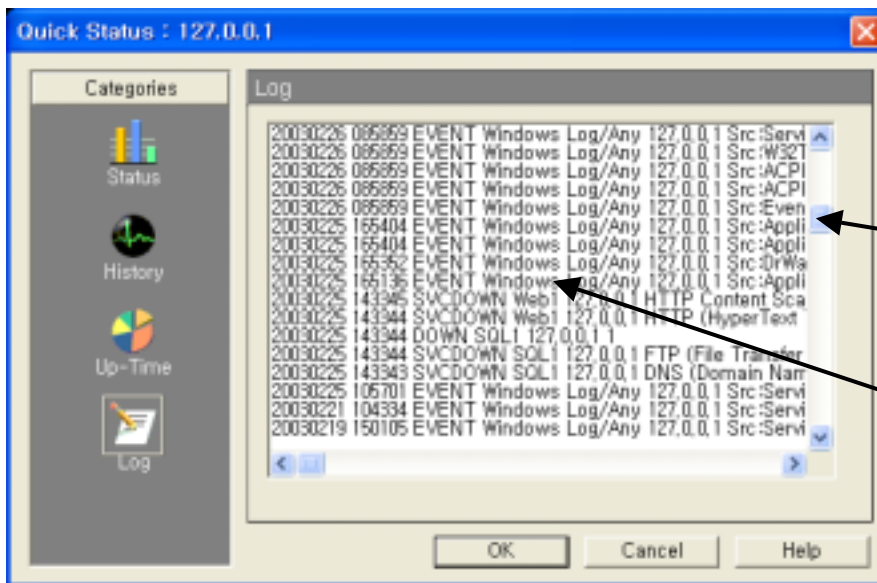 Quick Status : 127,0,0,1
Categories
Status
History
Up-Time
Log
Log
20030226 085859 EVENT Windows Log/Any 127,0,0,1 Src:Servi
20030226 085859 EVENT Windows Log/Any 127,0,0,1 Src:W32T
20030226 085859 EVENT Windows Log/Any 127,0,0,1 Src:ACPI
20030226 085859 EVENT Windows Log/Any 127,0,0,1 Src:ACPI
20030226 085859 EVENT Windows Log/Any 127,0,0,1 Src:Even
20030225 165404 EVENT Windows Log/Any 127,0,0,1 Src:Appli
20030225 165404 EVENT Windows Log/Any 127,0,0,1 Src:Appli
20030225 165352 EVENT Windows Log/Any 127,0,0,1 Src:DrWa
20030225 165136 EVENT Windows Log/Any 127,0,0,1 Src:Appli
20030225 143345 SVCDOWN Web1 127,0,0,1 HTTP Content Sca
20030225 143344 SVCDOWN Web1 127,0,0,1 HTTP (HyperText
20030225 143344 DOWN SQL1 127,0,0,1 1
20030225 143344 SVCDOWN SQL1 127,0,0,1 FTP (File Transfer
20030225 143343 SVCDOWN SQL1 127,0,0,1 DNS (Domain Nam
20030225 105701 EVENT Windows Log/Any 127,0,0,1 Src:Servi
20030221 104334 EVENT Windows Log/Any 127,0,0,1 Src:Servi
20030219 150105 EVENT Windows Log/Any 127,0,0,1 Src:Servi
OK Cancel Help